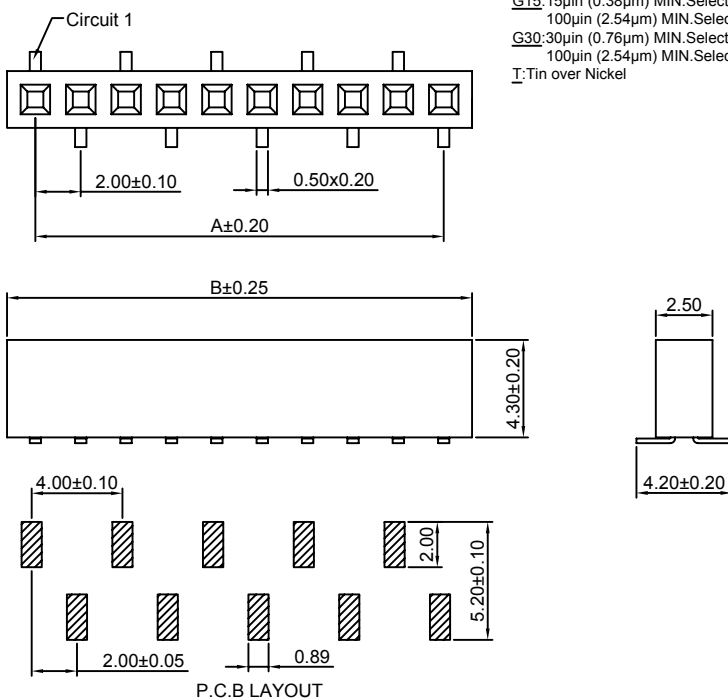 G15:15µin (0.38µm) MIN.Select
100µin (2.54µm) MIN.Selec
G30:30µin (0.76µm) MIN.Select
100µin (2.54µm) MIN.Selec
T:Tin over Nickel
Circuit 1
2.00±0.10
0.50x0.20
A±0.20
B±0.25
4.30±0.20
2.50
4.20±0.20
4.00±0.10
2.00
5.20±0.10
2.00±0.05
0.89
P.C.B LAYOUT